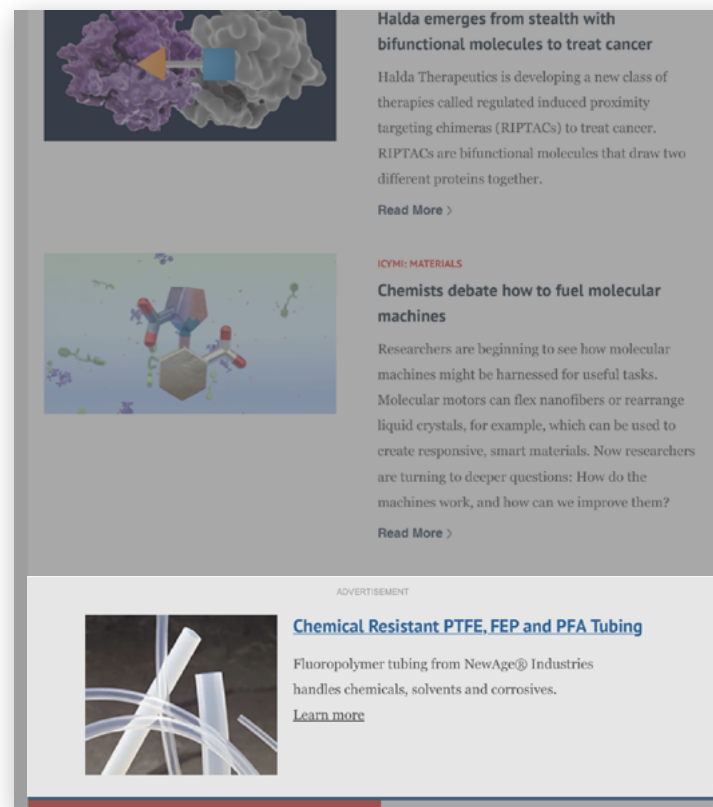 Halda emerges from stealth with
bifunctional molecules to treat cancer
Halda Therapeutics is developing a new class of
therapies called regulated induced proximity
targeting chimeras (RIPTACs) to treat cancer.
RIPTACs are bifunctional molecules that draw two
different proteins together.
Read More >
ICYMI: MATERIALS
Chemists debate how to fuel molecular
machines
Researchers are beginning to see how molecular
machines might be harnessed for useful tasks.
Molecular motors can flex nanofibers or rearrange
liquid crystals, for example, which can be used to
create responsive, smart materials. Now researchers
are turning to deeper questions: How do the
machines work, and how can we improve them?
Read More >
ADVERTISEMENT
Chemical Resistant PTFE, FEP and PFA Tubing
Fluoropolymer tubing from NewAge® Industries
handles chemicals, solvents and corrosives.
Learn more